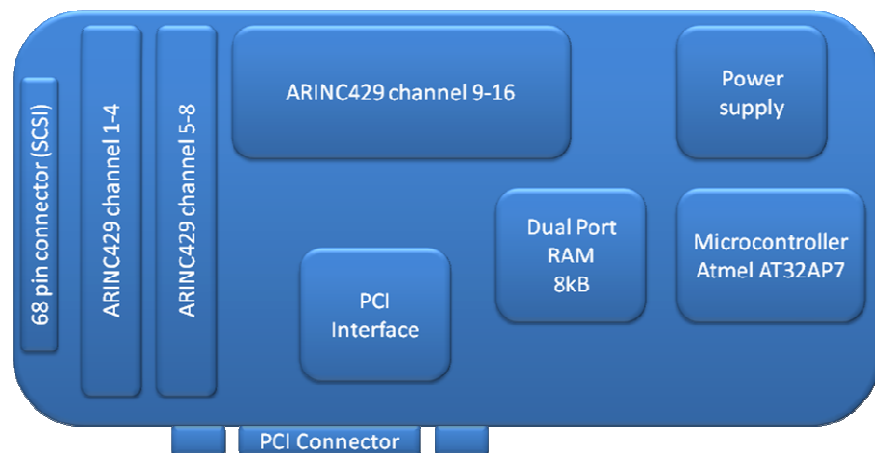 68 pin connector (SCSI)
ARINC429 channel 1-4
ARINC429 channel 5-8
ARINC429 channel 9-16
Power
supply
Dual Port
RAM
8kB
Microcontroller
Atmel AT32AP7
PCI
Interface
PCI Connector